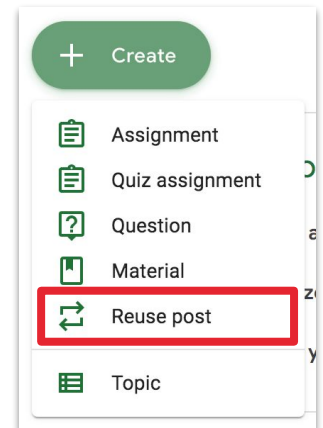 Create
Assignment
Quiz assignment
Question
Material
Reuse post
Topic